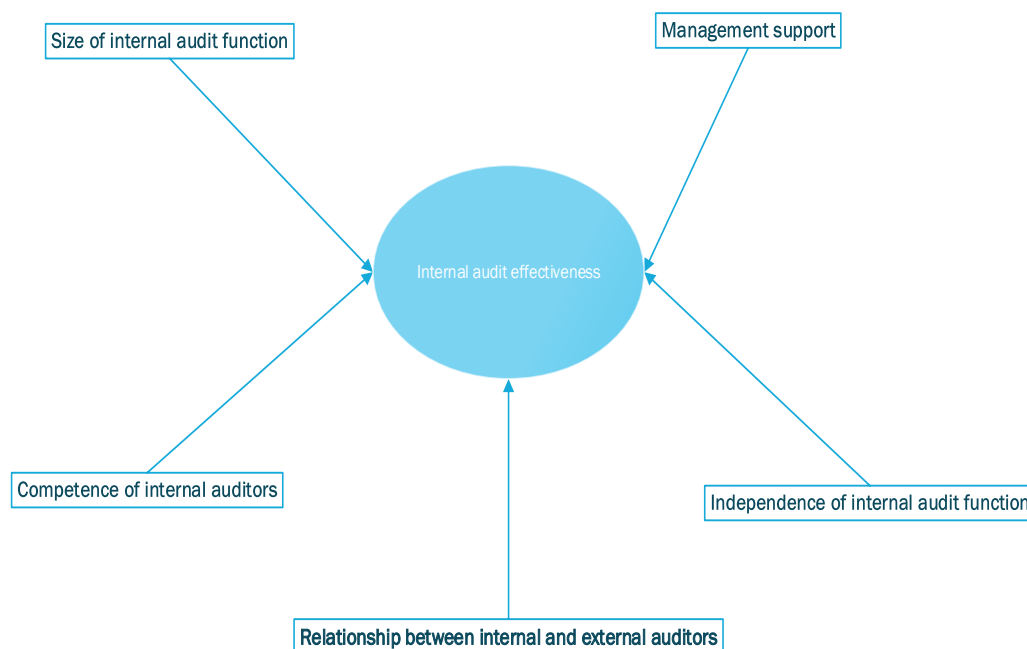 Size of internal audit function
Management support
Internal audit effectiveness
Competence of internal auditors
Independence of internal audit function
Relationship between internal and external auditors